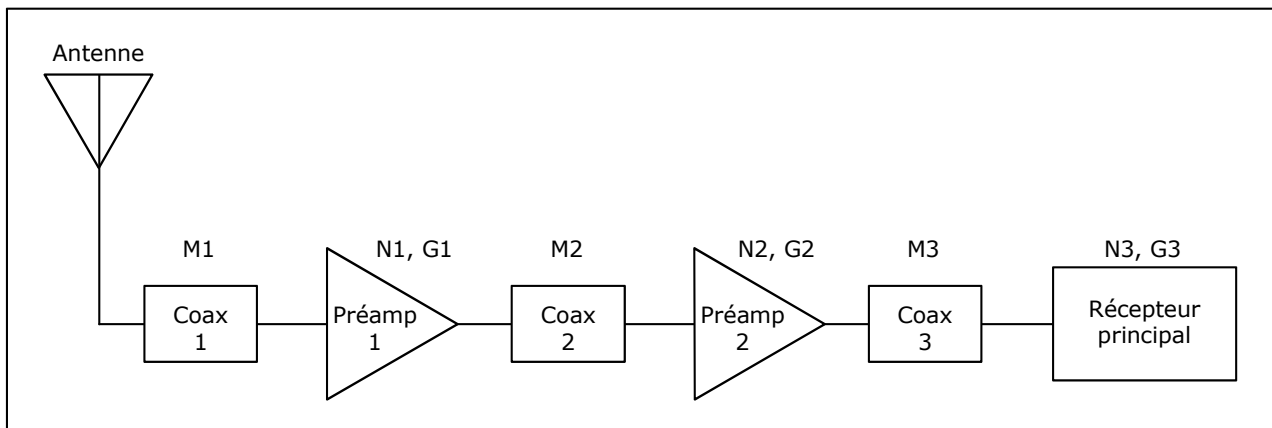 Antenne
M1
N1, G1
M2
N2, G2
M3
N3, G3
Coax
1
Préamp
1
Coax
2
Préamp
2
Coax
3
Récepteur
principal